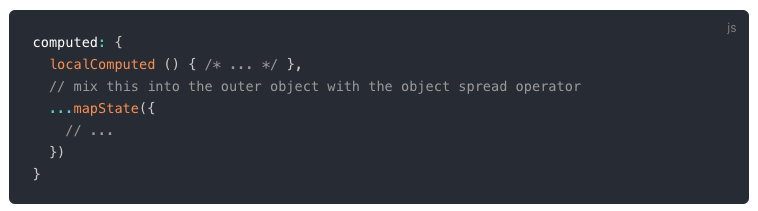 js
computed: {
  localComputed () { /* ... */ },
  // mix this into the outer object with the object spread operator
  ...mapState({
    // ...
  })
}